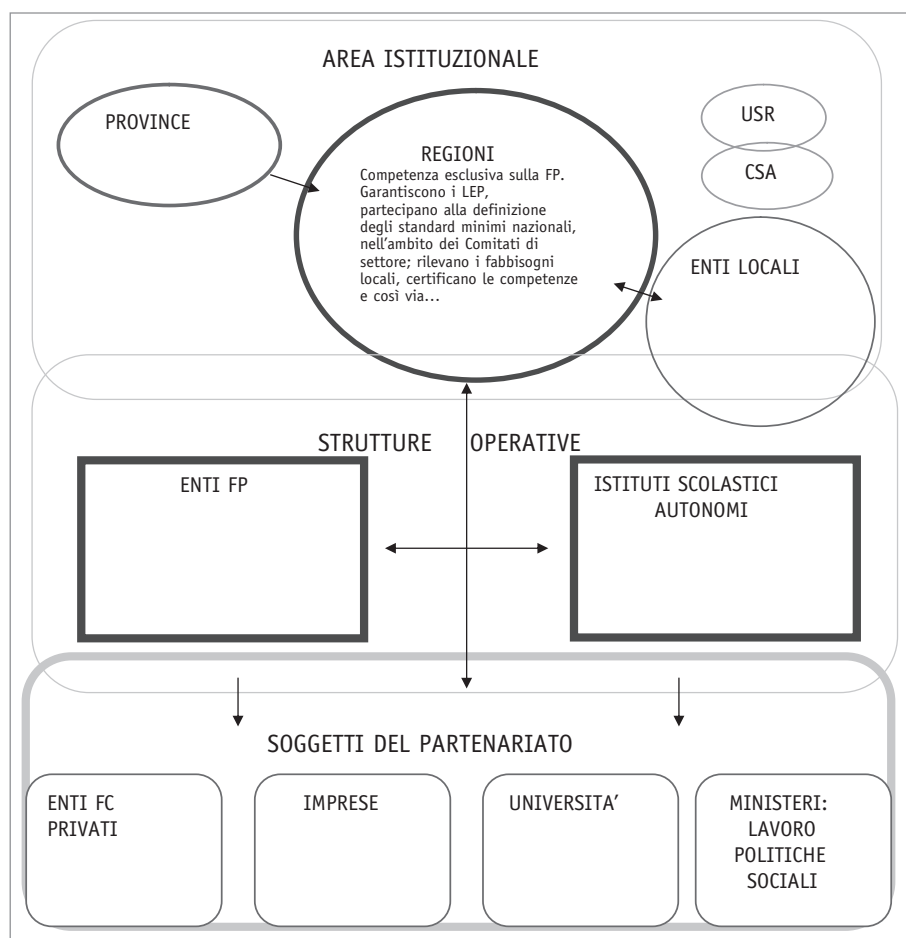 AREA ISTITUZIONALE
PROVINCE
REGIONI
Competenza esclusiva sulla FP.
Garantiscono i LEP,
partecipano alla definizione
degli standard minimi nazionali,
nell'ambito dei Comitati di
settore; rilevano i fabbisogni
locali, certificano le competenze
e così via...
USR
CSA
ENTI LOCALI
STRUTTURE OPERATIVE
ENTI FP
ISTITUTI SCOLASTICI
AUTONOMI
SOGGETTI DEL PARTENARIATO
ENTI FC
PRIVATI
IMPRESE
UNIVERSITA'
MINISTERI:
LAVORO
POLITICHE
SOCIALI